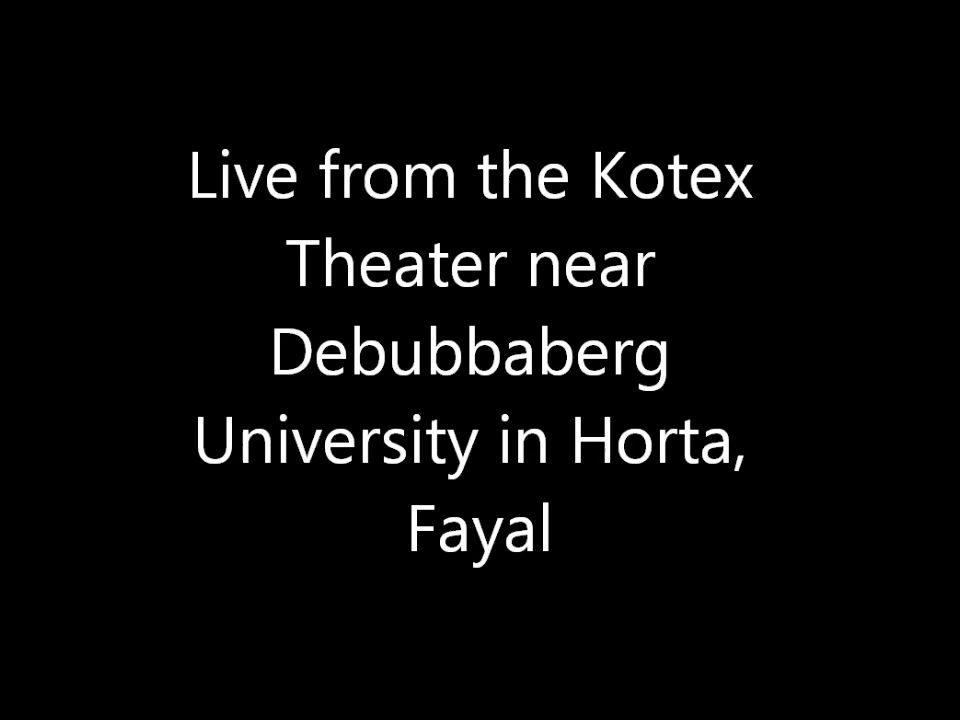 Live from the Kotex
Theater near
Debubbaberg
University in Horta,
Fayal